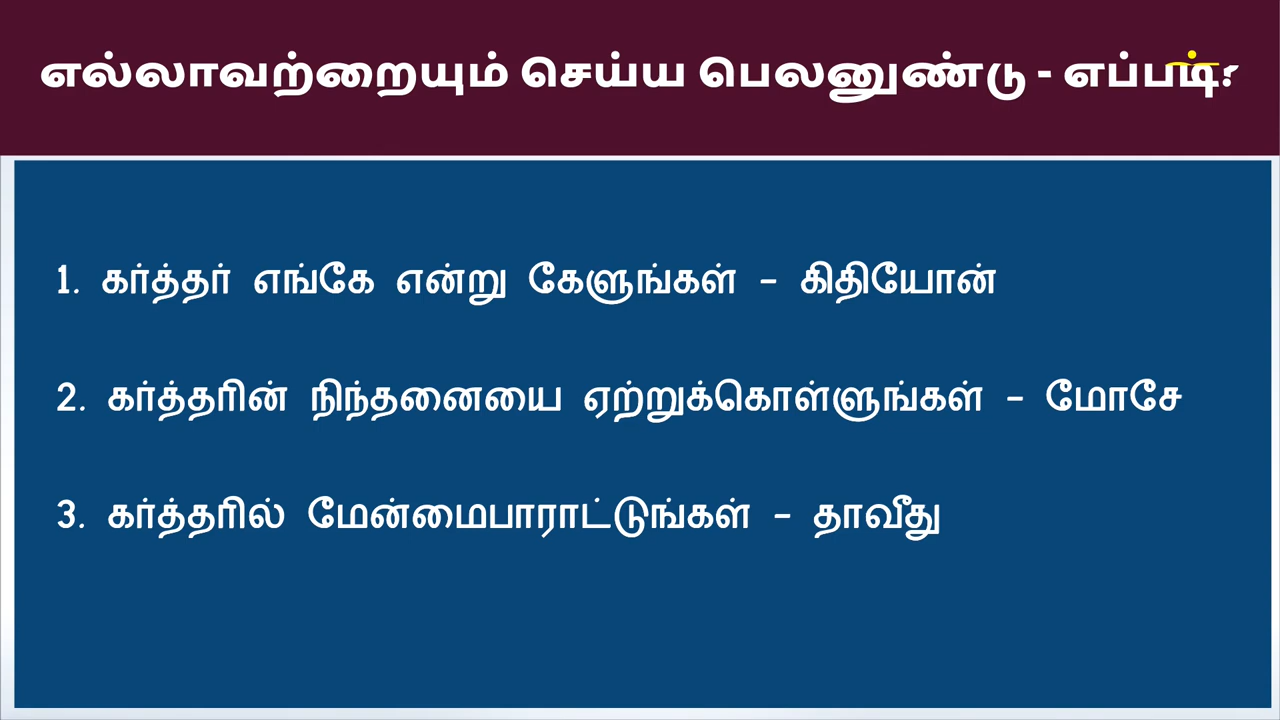 எல்லாவற்றையும் செய்ய பெலனுண்டு - எப்படி?
1. கர்த்தர் எங்கே என்று கேளுங்கள் - கிதியோன்
2. கர்த்தரின் நிந்தனையை ஏற்றுக்கொள்ளுங்கள் - மோசே
3. கர்த்தரில் மேன்மைபாராட்டுங்கள் - தாவீது